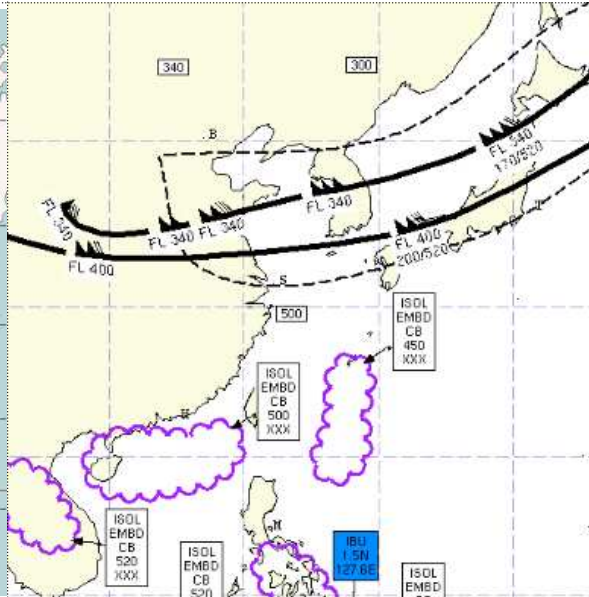 340
300
B
FL 340
170/520
FL 340
FL 340
FL 340
FL 340
FL 400
200/520
FL 400
S
500
ISOL
EMBD
CB
450
XXX
ISOL
EMBD
CB
500
XXX
ISOL
EMBD
CB
520
XXX
N
IBU
1.5N
127.6E
ISOL
EMBD
CB
520
ISOL
EMBD